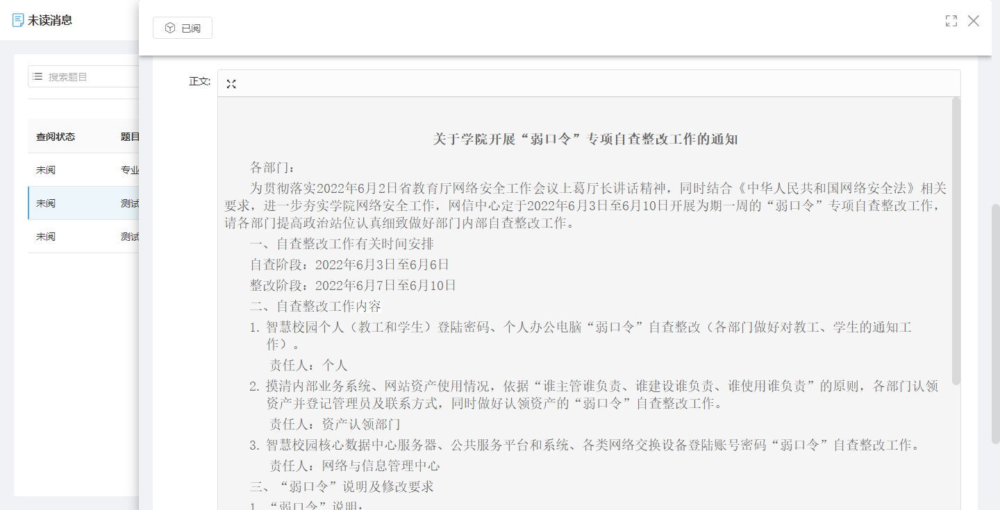 未读消息
已阅
搜索题目
查阅状态
题目
未阅
专业
未阅
测试
未阅
测试
正文:
关于学院开展“弱口令”专项自查整改工作的通知
各部门：
为贯彻落实2022年6月2日省教育厅网络安全工作会议上葛厅长讲话精神，同时结合《中华人民共和国网络安全法》相关
要求，进一步夯实学院网络安全工作，网信中心定于2022年6月3日至6月10日开展为期一周的“弱口令”专项自查整改工作，
请各部门提高政治站位认真细致做好部门内部自查整改工作。
一、自查整改工作有关时间安排
自查阶段：2022年6月3日至6月6日
整改阶段：2022年6月7日至6月10日
二、自查整改工作内容
1. 智慧校园个人（教工和学生）登陆密码、个人办公电脑“弱口令”自查整改（各部门做好对教工、学生的通知工
作）。
责任人：个人
2. 摸清内部业务系统、网站资产使用情况，依据“谁主管谁负责、谁建设谁负责、谁使用谁负责”的原则，各部门认领
资产并登记管理员及联系方式，同时做好认领资产的“弱口令”自查整改工作。
责任人：资产认领部门
3. 智慧校园核心数据中心服务器、公共服务平台和系统、各类网络交换设备登陆账号密码“弱口令”自查整改工作。
责任人：网络与信息管理中心
三、“弱口令”说明及修改要求
1. “弱口令”说明：